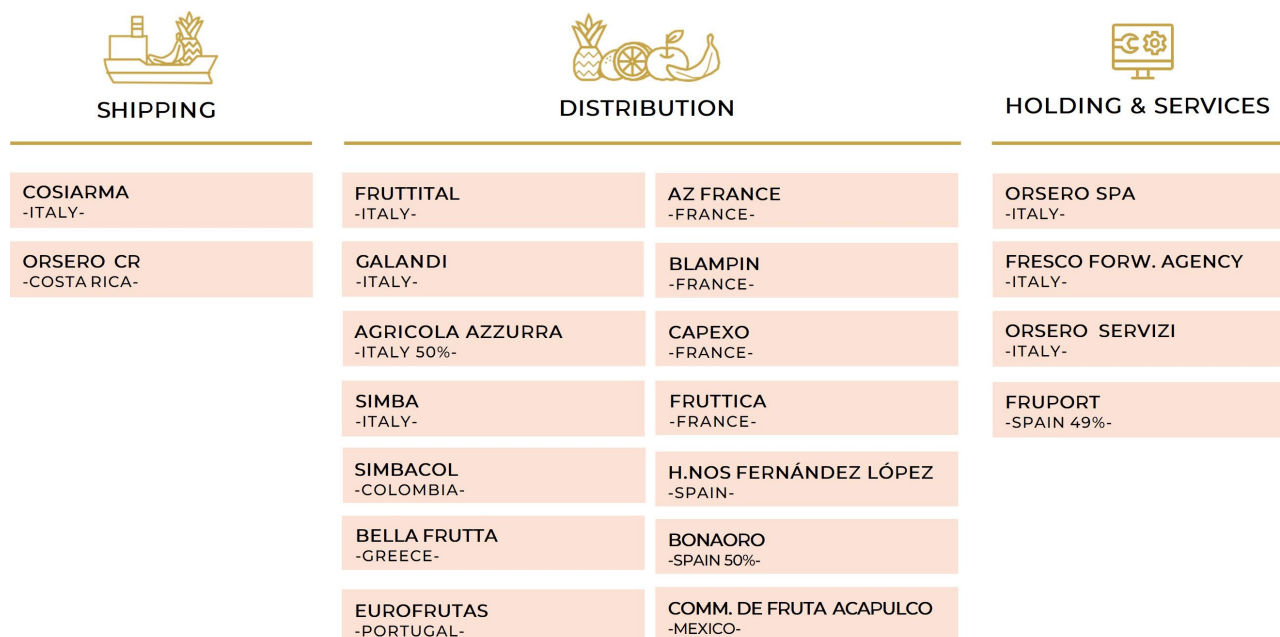 SHIPPING
COSIARMA
-ITALY-
ORSERO CR
-COSTA RICA-
DISTRIBUTION
FRUTTITAL
-ITALY-
GALANDI
-ITALY-
AGRICOLA AZZURRA
-ITALY 50%-
SIMBA
-ITALY-
SIMBACOL
-COLOMBIA-
BELLA FRUTTA
-GREECE-
EUROFRUTAS
-PORTUGAL-
AZ FRANCE
-FRANCE-
BLAMPIN
-FRANCE-
CAPEXO
-FRANCE-
FRUTTICA
-FRANCE-
H.NOS FERNÁNDEZ LÓPEZ
-SPAIN-
BONAORO
-SPAIN 50%-
COMM. DE FRUTA ACAPULCO
-MEXICO-
HOLDING & SERVICES
ORSERO SPA
-ITALY-
FRESCO FORW. AGENCY
-ITALY-
ORSERO SERVIZI
-ITALY-
FRUPORT
-SPAIN 49%-